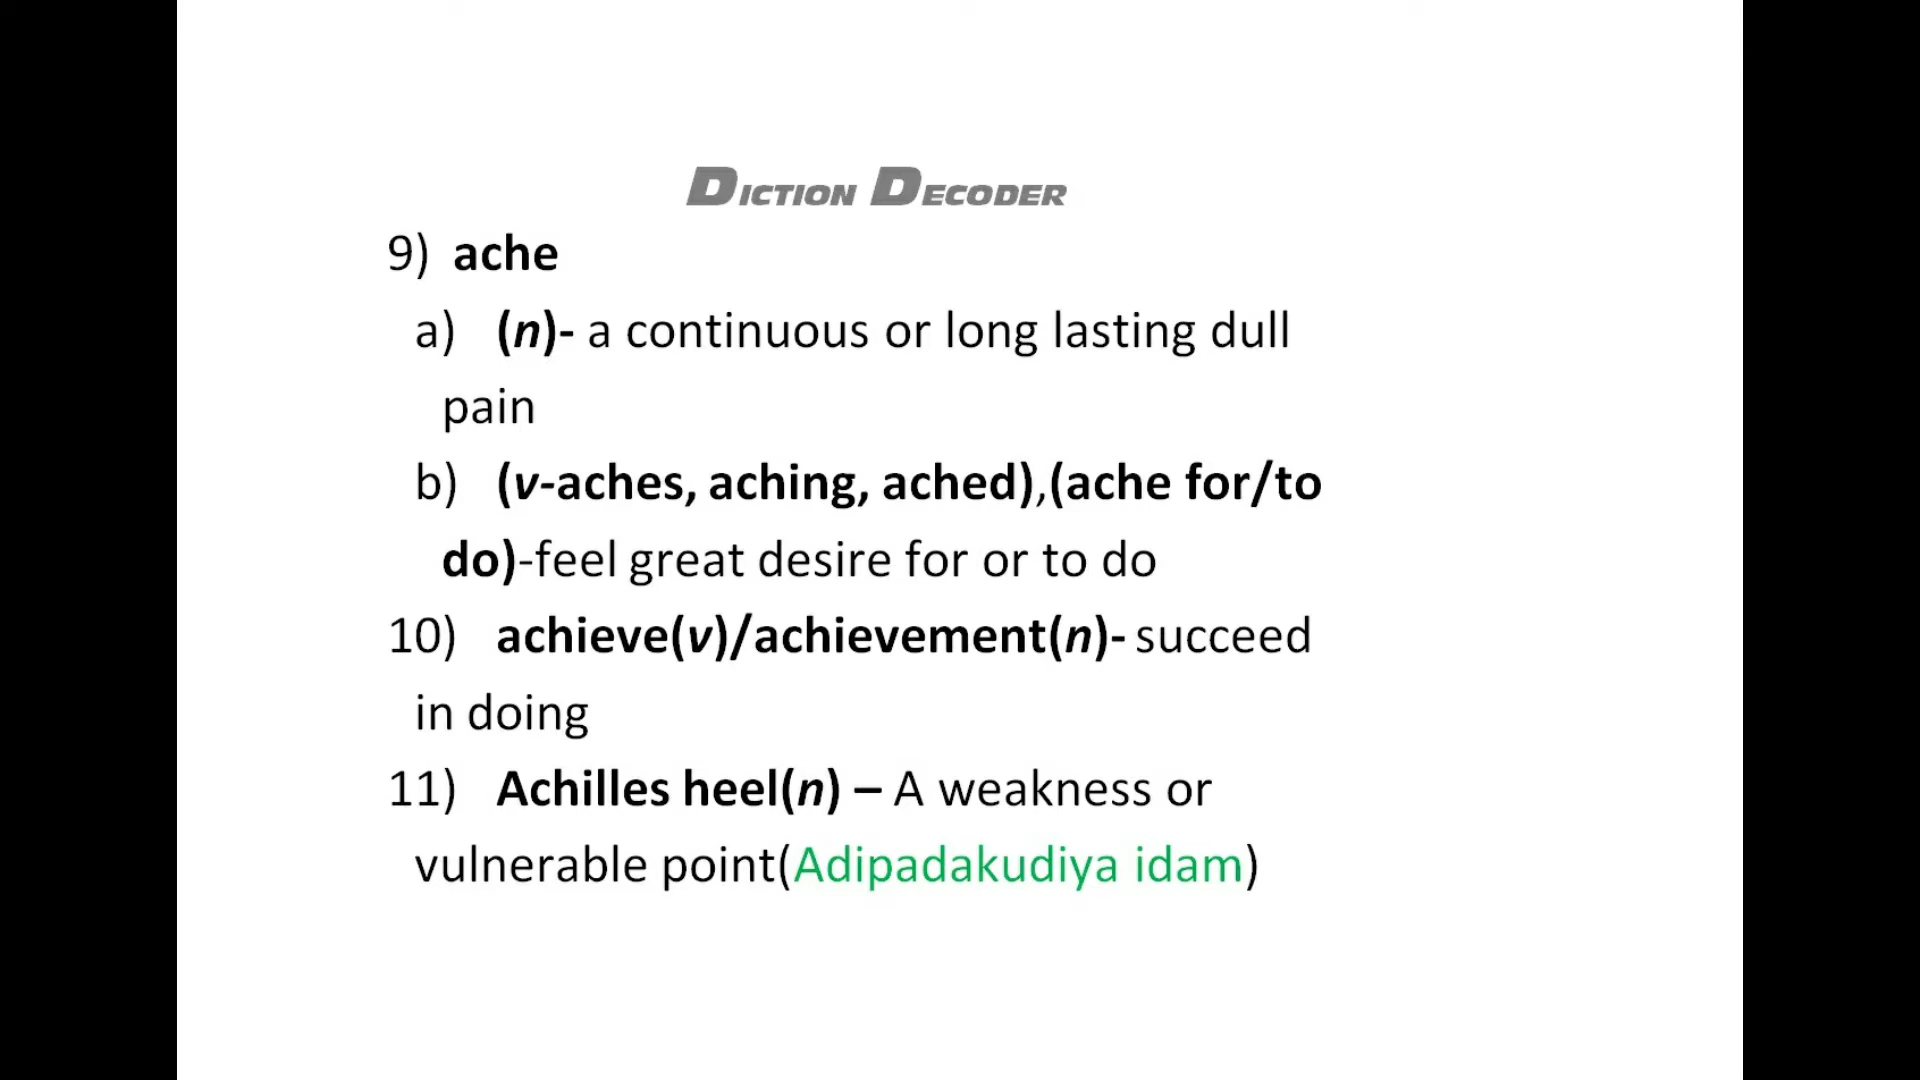 DICTION DECODER
9) ache
a) (n)- a continuous or long lasting dull
pain
b) (v-aches, aching, ached),(ache for/to
do)-feel great desire for or to do
10) achieve(v)/achievement(n)- succeed
in doing
11) Achilles heel(n) – A weakness or
vulnerable point(Adipadakudiya idam)